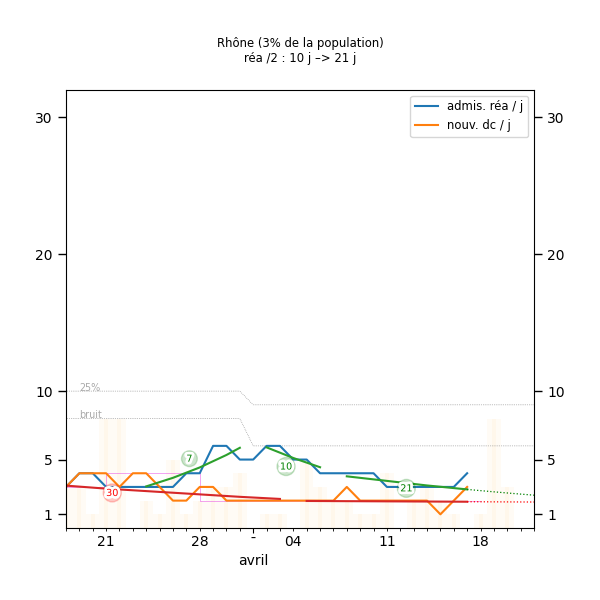 Rhône (3% de la population)
réa /2 : 10 j –> 21 j
admis. réa / j
nouv. dc / j
30 30
20 20
10 10
25%
bruit
7
10
5 5
21
30
1 1
21 28 04 11 18
avril